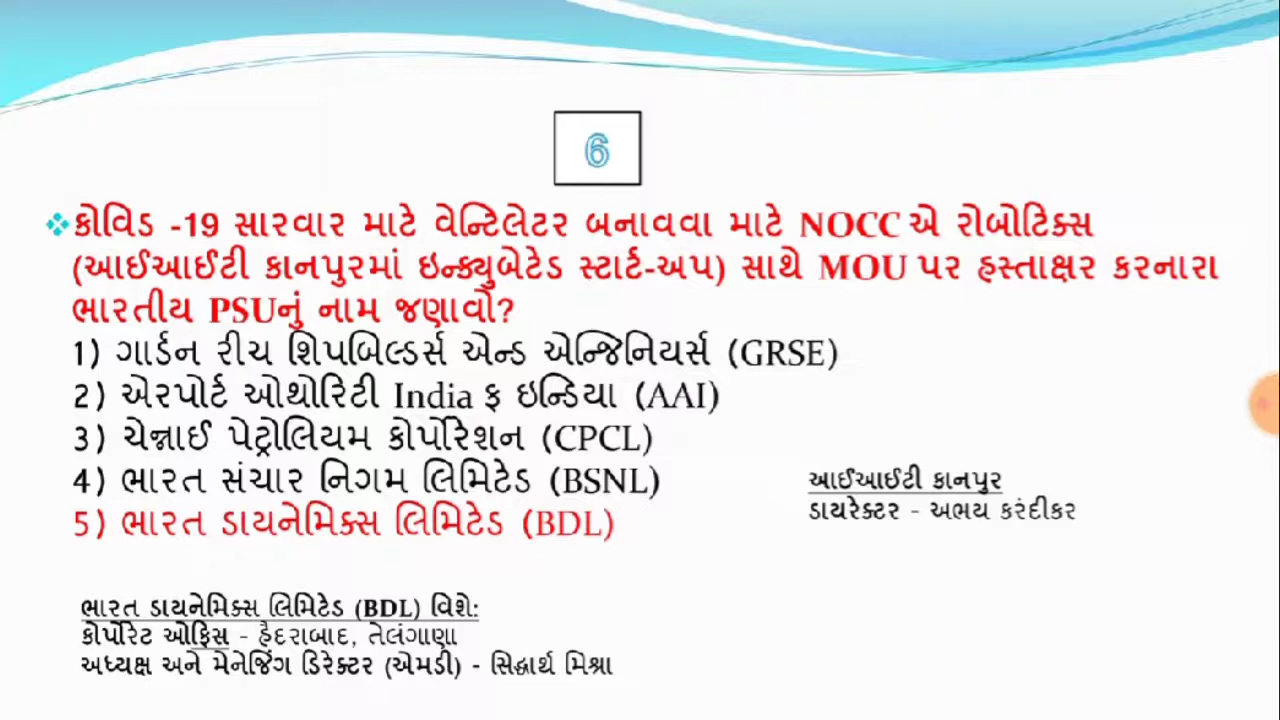 6
❖કોવિડ -19 સારવાર માટે વેન્ટિલેટર બનાવવા માટે NOCC એ રોબોટિક્સ
(આઈઆઈટી કાનપુરમાં ઇન્ક્યુબેટેડ સ્ટાર્ટ-અપ) સાથે MOU પર હસ્તાક્ષર કરનારા
ભારતીય PSUનું નામ જણાવો?
1) ગાર્ડન રીચ શિપબિલ્ડર્સ એન્ડ એન્જિનિયર્સ (GRSE)
2) એરપોર્ટ ઓથોરિટી India ફ ઇન્ડિયા (AAI)
3) ચેન્નાઈ પેટ્રોલિયમ કોર્પોરેશન (CPCL)
4) ભારત સંચાર નિગમ લિમિટેડ (BSNL)
5) ભારત ડાયનેમિક્સ લિમિટેડ (BDL)
આઈઆઈટી કાનપુર
ડાયરેક્ટર - અભય કરંદીકર
ભારત ડાયનેમિક્સ લિમિટેડ (BDL) વિશે:
કોર્પોરેટ ઓફિસ - હૈદરાબાદ, તેલંગાણા
અધ્યક્ષ અને મેનેજિંગ ડિરેક્ટર (એમડી) - સિદ્ધાર્થ મિશ્રા